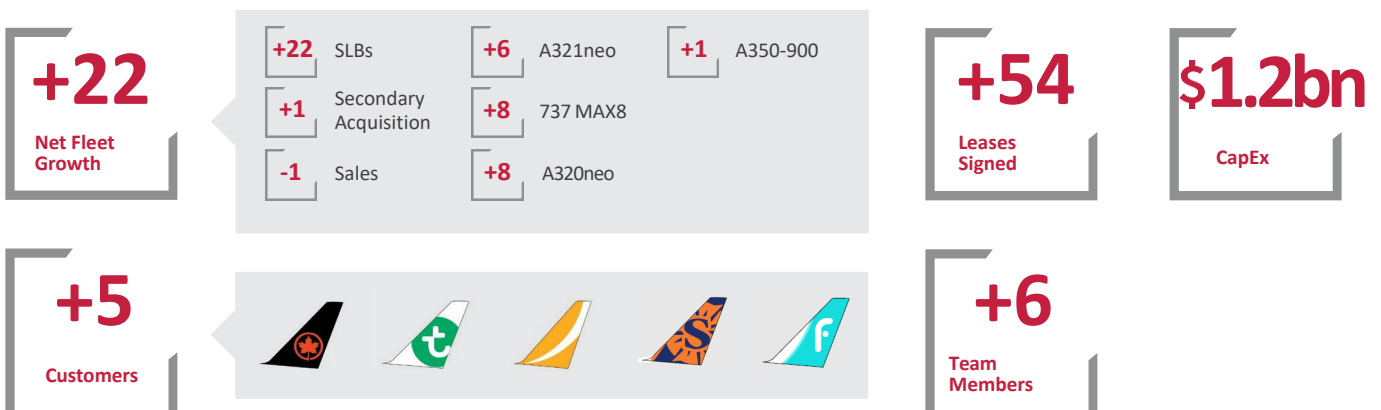 +22
Net Fleet
Growth
+22 SLBs
+1 Secondary
Acquisition
-1 Sales
+6 A321neo
+8 737 MAX8
+8 A320neo
+1 A350-900
+54
Leases
Signed
$1.2bn
CapEx
+5
Customers
t
S
f
+6
Team
Members